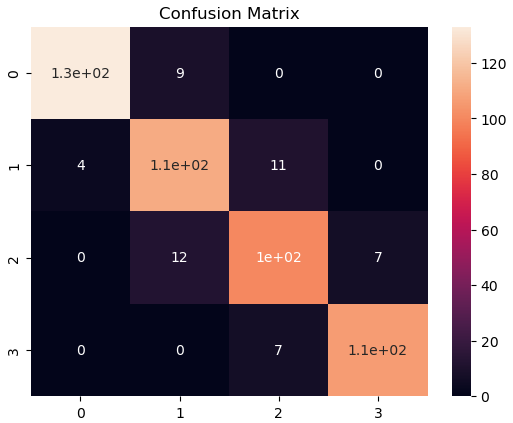 Confusion Matrix
0 1.3e+02 9 0 0
1 4 1.1e+02 11 0
2 0 12 1e+02 7
3 0 0 7 1.1e+02
0 1 2 3
120
100
80
60
40
20
0